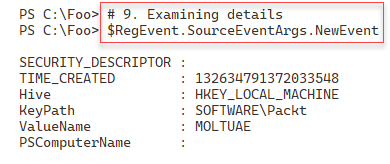 PS C:\Foo> # 9. Examining details
PS C:\Foo> $RegEvent.SourceEventArgs.NewEvent
SECURITY_DESCRIPTOR :
TIME_CREATED : 132634791372033548
Hive : HKEY_LOCAL_MACHINE
KeyPath : SOFTWARE\Packt
ValueName : MOLTUAE
PSComputerName :